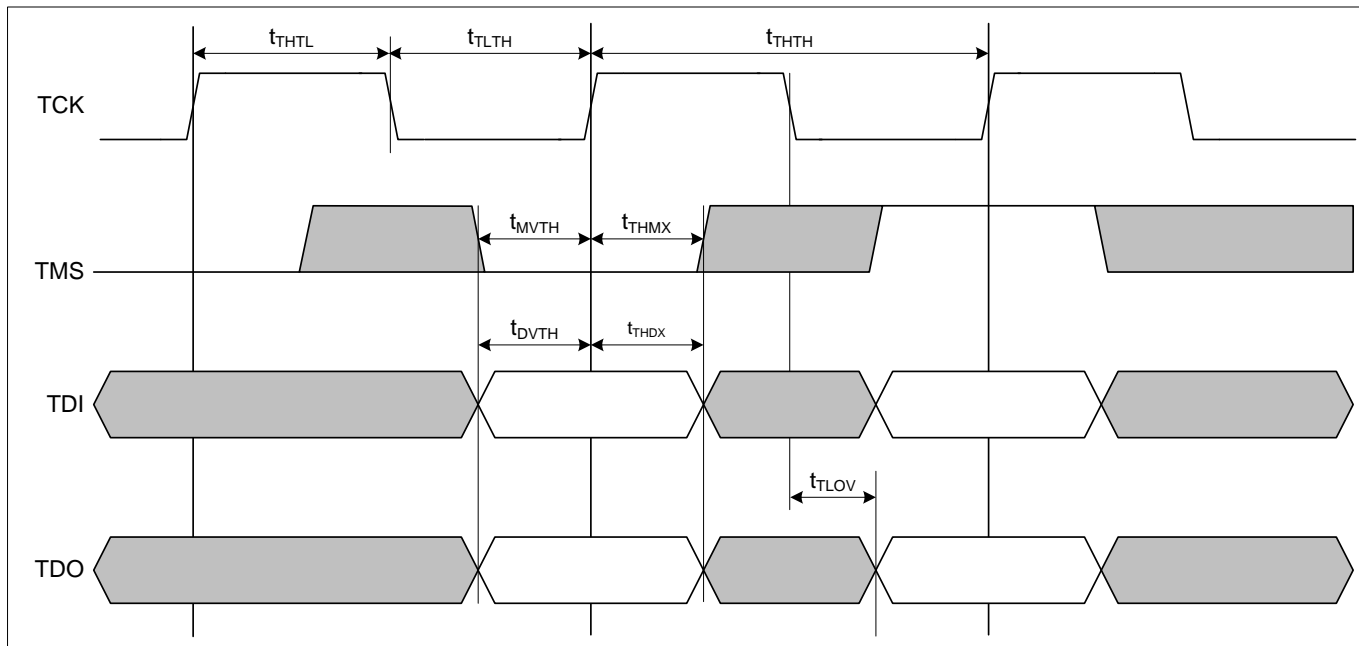 tTHTL tTLTH tTHTH
TCK
tMVTH tTHMX
TMS
tDVTH tTHDX
TDI
tTLOV
TDO